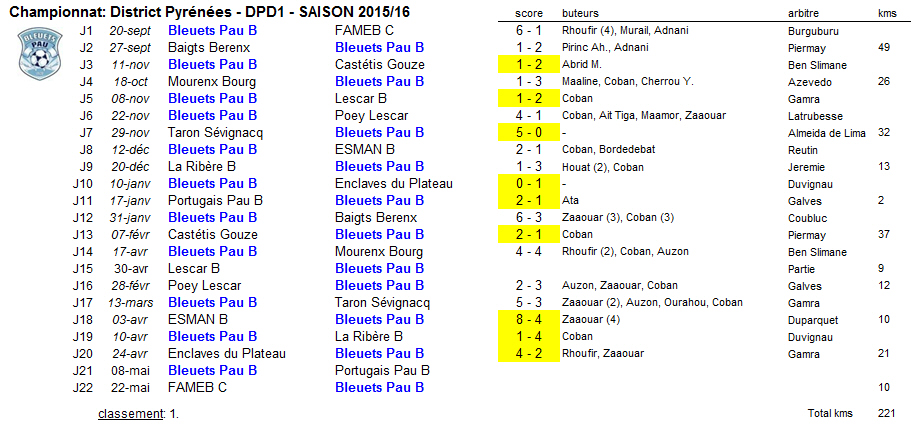 Championnat: District Pyrénées - DPD1 - SAISON 2015/16 score buteurs arbitre kms
BLEUETS PAU
J1 20-sept Bleuets Pau B FAMEB C 6 - 1 Rhoufir (4), Murail, Adnani Burguburu
J2 27-sept Baigts Berenx Bleuets Pau B 1 - 2 Pirinc Ah., Adnani Piermay 49
J3 11-nov Bleuets Pau B Castétis Gouze 1 - 2 Abrid M. Ben Slimane
J4 18-oct Mourenx Bourg Bleuets Pau B 1 - 3 Maaline, Coban, Cherrou Y. Azevedo 26
J5 08-nov Bleuets Pau B Lescar B 1 - 2 Coban Gamra
J6 22-nov Bleuets Pau B Poey Lescar 4 - 1 Coban, Ait Tiga, Maamor, Zaaouar Latrubesse
J7 29-nov Taron Sévignacq Bleuets Pau B 5 - 0 - Almeida de Lima 32
J8 12-déc Bleuets Pau B ESMAN B 2 - 1 Coban, Bordedebat Reutin
J9 20-déc La Ribère B Bleuets Pau B 1 - 3 Houat (2), Coban Jeremie 13
J10 10-janv Bleuets Pau B Enclaves du Plateau 0 - 1 - Duvignau
J11 17-janv Portugais Pau B Bleuets Pau B 2 - 1 Ata Galves 2
J12 31-janv Bleuets Pau B Baigts Berenx 6 - 3 Zaaouar (3), Coban (3) Coubluc
J13 07-févr Castétis Gouze Bleuets Pau B 2 - 1 Coban Piermay 37
J14 17-avr Bleuets Pau B Mourenx Bourg 4 - 4 Rhoufir (2), Coban, Auzon Ben Slimane
J15 30-avr Lescar B Bleuets Pau B Partie 9
J16 28-févr Poey Lescar Bleuets Pau B 2 - 3 Auzon, Zaaouar, Coban Galves 12
J17 13-mars Bleuets Pau B Taron Sévignacq 5 - 3 Zaaouar (2), Auzon, Ourahou, Coban Gamra
J18 03-avr ESMAN B Bleuets Pau B 8 - 4 Zaaouar (4) Duparquet 10
J19 10-avr Bleuets Pau B La Ribère B 1 - 4 Coban Duvignau
J20 24-avr Enclaves du Plateau Bleuets Pau B 4 - 2 Rhoufir, Zaaouar Gamra 21
J21 08-mai Bleuets Pau B Portugais Pau B
J22 22-mai FAMEB C Bleuets Pau B 10
classement: 1. Total kms 221